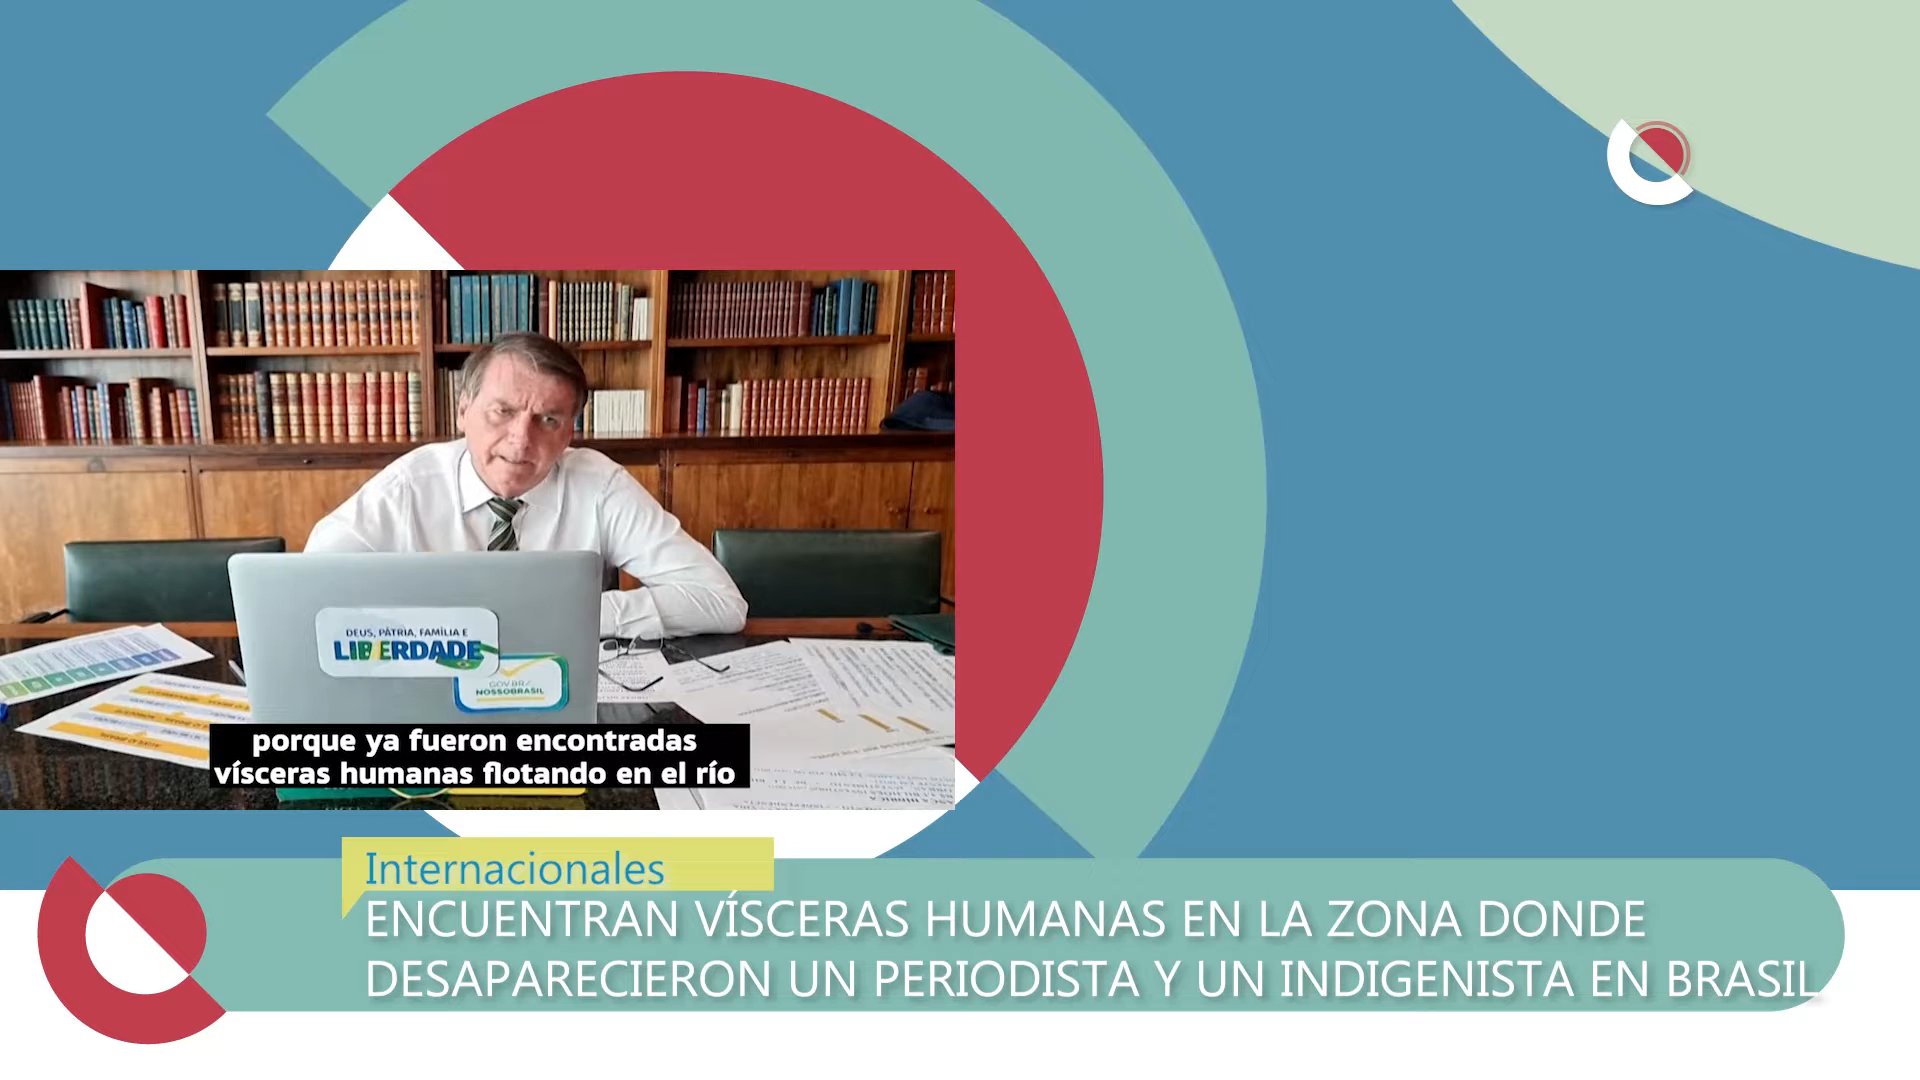 DEUS, PÁTRIA, FAMÍLIA E
LIBERDADE
GOV.BR/
NOSSOBRASIL
porque ya fueron encontradas
vísceras humanas flotando en el río
Internacionales
ENCUENTRAN VÍSCERAS HUMANAS EN LA ZONA DONDE
DESAPARECIERON UN PERIODISTA Y UN INDIGENISTA EN BRASIL